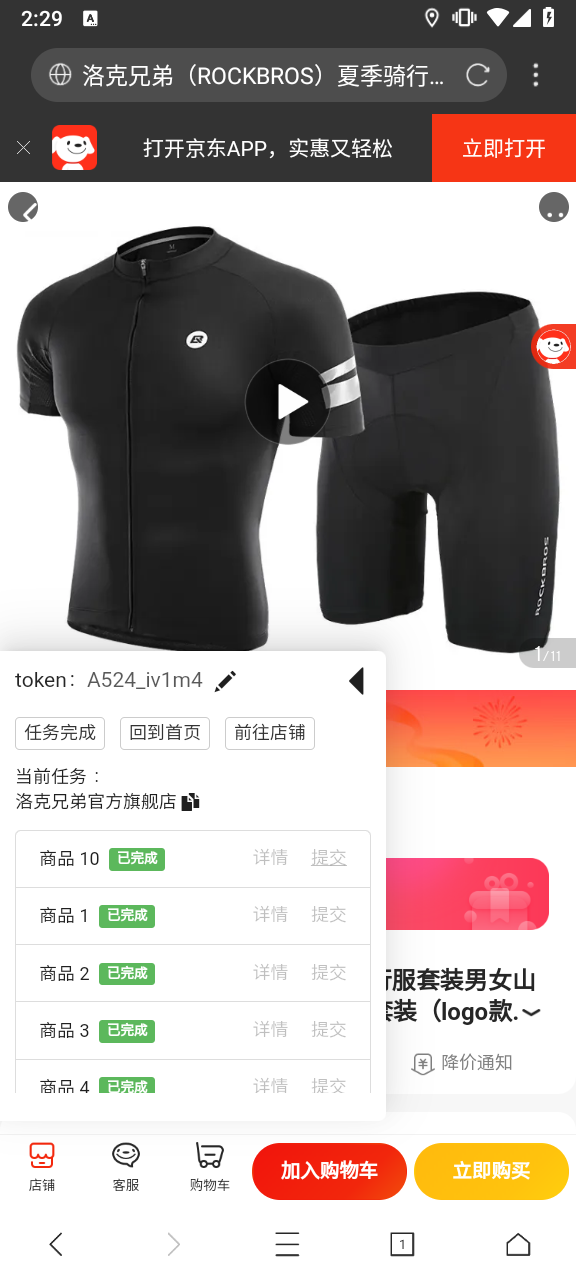 2:29
A
洛克兄弟（ROCKBROS）夏季骑行…
打开京东APP，实惠又轻松
立即打开
M
ROCKBROS
1/11
token： A524_iv1m4
任务完成 回到首页 前往店铺
当前任务：
洛克兄弟官方旗舰店
商品 10 已完成 详情 提交
商品 1 已完成 详情 提交
商品 2 已完成 详情 提交
商品 3 已完成 详情 提交
商品 4 已完成 详情 提交
服套装男女山
套装（logo款.
降价通知
店铺 客服 购物车 加入购物车 立即购买
1